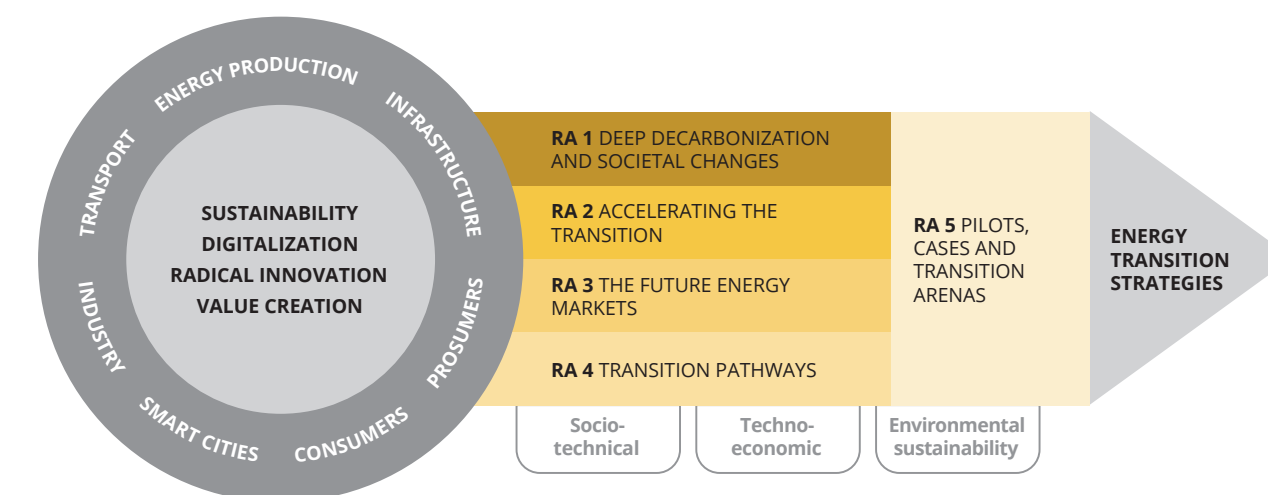 ENERGY PRODUCTION
INFRASTRUCTURE
PROSUMERS
CONSUMERS
SMART CITIES
INDUSTRY
TRANSPORT
SUSTAINABILITY
DIGITALIZATION
RADICAL INNOVATION
VALUE CREATION
RA 1 DEEP DECARBONIZATION
AND SOCIETAL CHANGES
RA 2 ACCELERATING THE
TRANSITION
RA 3 THE FUTURE ENERGY
MARKETS
RA 4 TRANSITION PATHWAYS
RA 5 PILOTS,
CASES AND
TRANSITION
ARENAS
ENERGY
TRANSITION
STRATEGIES
Socio-
technical
Techno-
economic
Environmental
sustainability